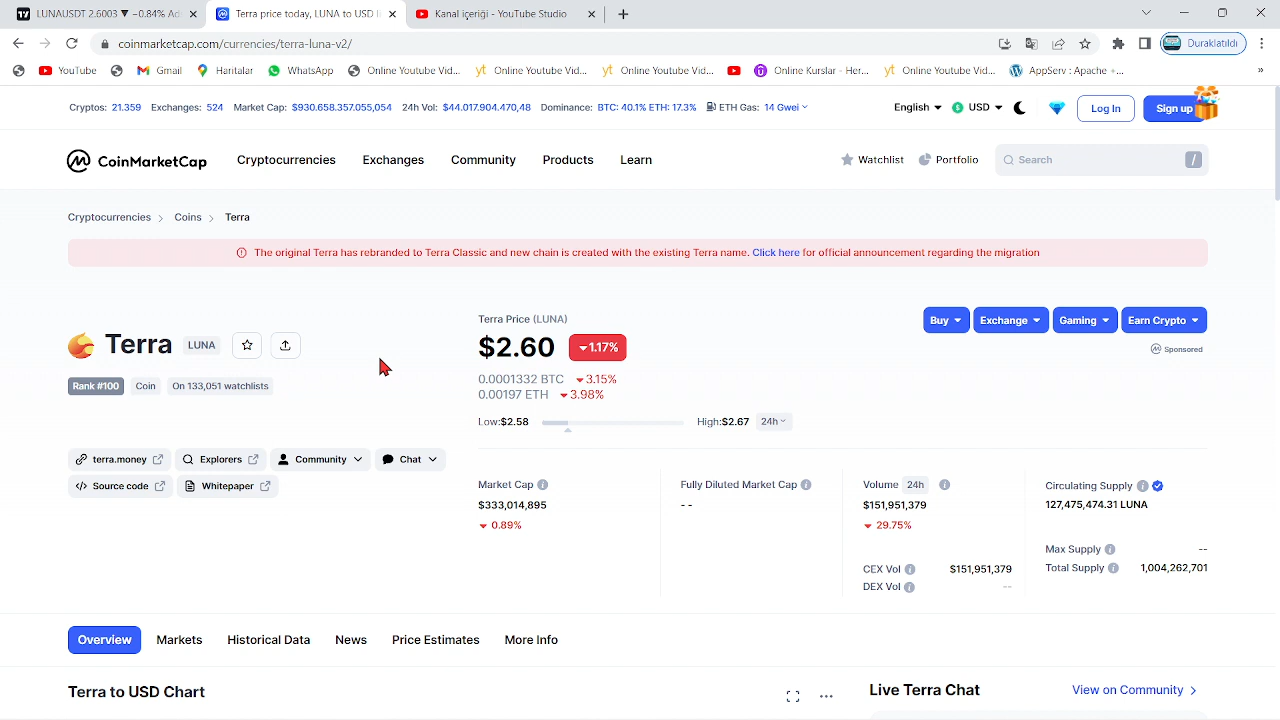 LUNAUSDT 2.6003 ▼ −0.84% Ad
Terra price today, LUNA to USD l
Kanal içeriği - YouTube Studio
coinmarketcap.com/currencies/terra-luna-v2/
Duraklatıldı
YouTube
Gmail
Haritalar
WhatsApp
Online Youtube Vid...
Online Youtube Vid...
Online Youtube Vid...
Online Kurslar - Her...
Online Youtube Vid...
AppServ : Apache +...
»
Cryptos: 21.359 Exchanges: 524 Market Cap: $930.658.357.055,054 24h Vol: $44.017.904.470,48 Dominance: BTC: 40.1% ETH: 17.3% ETH Gas: 14 Gwei
English
USD
Log In
Sign up
CoinMarketCap
Cryptocurrencies Exchanges Community Products Learn
Watchlist
Portfolio
Search /
Cryptocurrencies > Coins > Terra
The original Terra has rebranded to Terra Classic and new chain is created with the existing Terra name. Click here for official announcement regarding the migration
Terra LUNA
Rank #100 Coin On 133,051 watchlists
terra.money Explorers Community Chat
Source code Whitepaper
Terra Price (LUNA)
$2.60 1.17%
0.0001332 BTC 3.15%
0.00197 ETH 3.98%
Low:$2.58 High:$2.67 24h
Buy Exchange Gaming Earn Crypto
Sponsored
Market Cap
$333,014,895
0.89%
Fully Diluted Market Cap
- -
Volume 24h
$151,951,379
29.75%
CEX Vol $151,951,379
DEX Vol --
Circulating Supply
127,475,474.31 LUNA
Max Supply --
Total Supply 1,004,262,701
Overview Markets Historical Data News Price Estimates More Info
Terra to USD Chart
Live Terra Chat
View on Community >